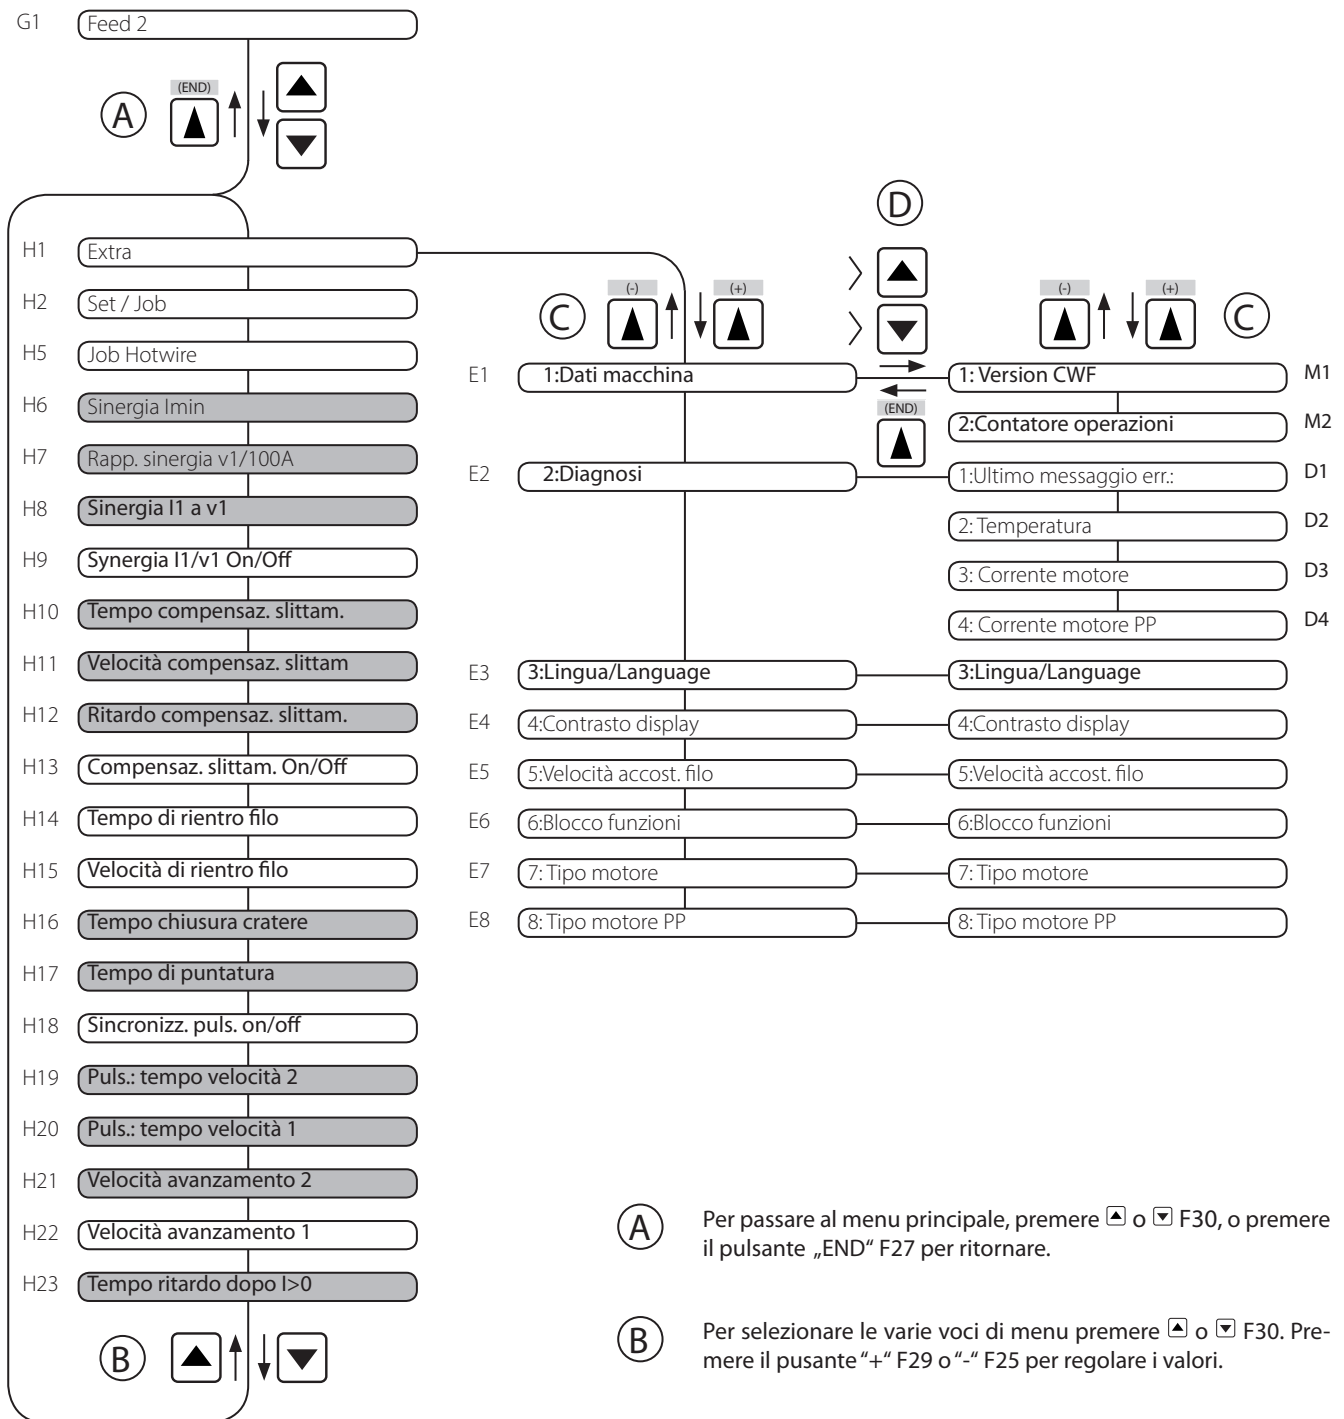 G1 Feed 2
(END)
A
H1 Extra
H2 Set / Job
H5 Job Hotwire
H6 Sinergia Imin
H7 Rapp. sinergia v1/100A
H8 Sinergia I1 a v1
H9 Synergia I1/v1 On/Off
H10 Tempo compensaz. slittam.
H11 Velocità compensaz. slittam
H12 Ritardo compensaz. slittam.
H13 Compensaz. slittam. On/Off
H14 Tempo di rientro filo
H15 Velocità di rientro filo
H16 Tempo chiusura cratere
H17 Tempo di puntatura
H18 Sincronizz. puls. on/off
H19 Puls.: tempo velocità 2
H20 Puls.: tempo velocità 1
H21 Velocità avanzamento 2
H22 Velocità avanzamento 1
H23 Tempo ritardo dopo I>0
B
D
C (-) (+)
(-) (+) C
(END)
E1 1:Dati macchina
1: Version CWF M1
2:Contatore operazioni M2
E2 2:Diagnosi
1:Ultimo messaggio err.: D1
2: Temperatura D2
3: Corrente motore D3
4: Corrente motore PP D4
E3 3:Lingua/Language 3:Lingua/Language
E4 4:Contrasto display 4:Contrasto display
E5 5:Velocità accost. filo 5:Velocità accost. filo
E6 6:Blocco funzioni 6:Blocco funzioni
E7 7: Tipo motore 7: Tipo motore
E8 8: Tipo motore PP 8: Tipo motore PP
A Per passare al menu principale, premere ▲ o ▼ F30, o premere
il pulsante „END“ F27 per ritornare.
B Per selezionare le varie voci di menu premere ▲ o ▼ F30. Pre-
mere il pusante “+“ F29 o “-“ F25 per regolare i valori.